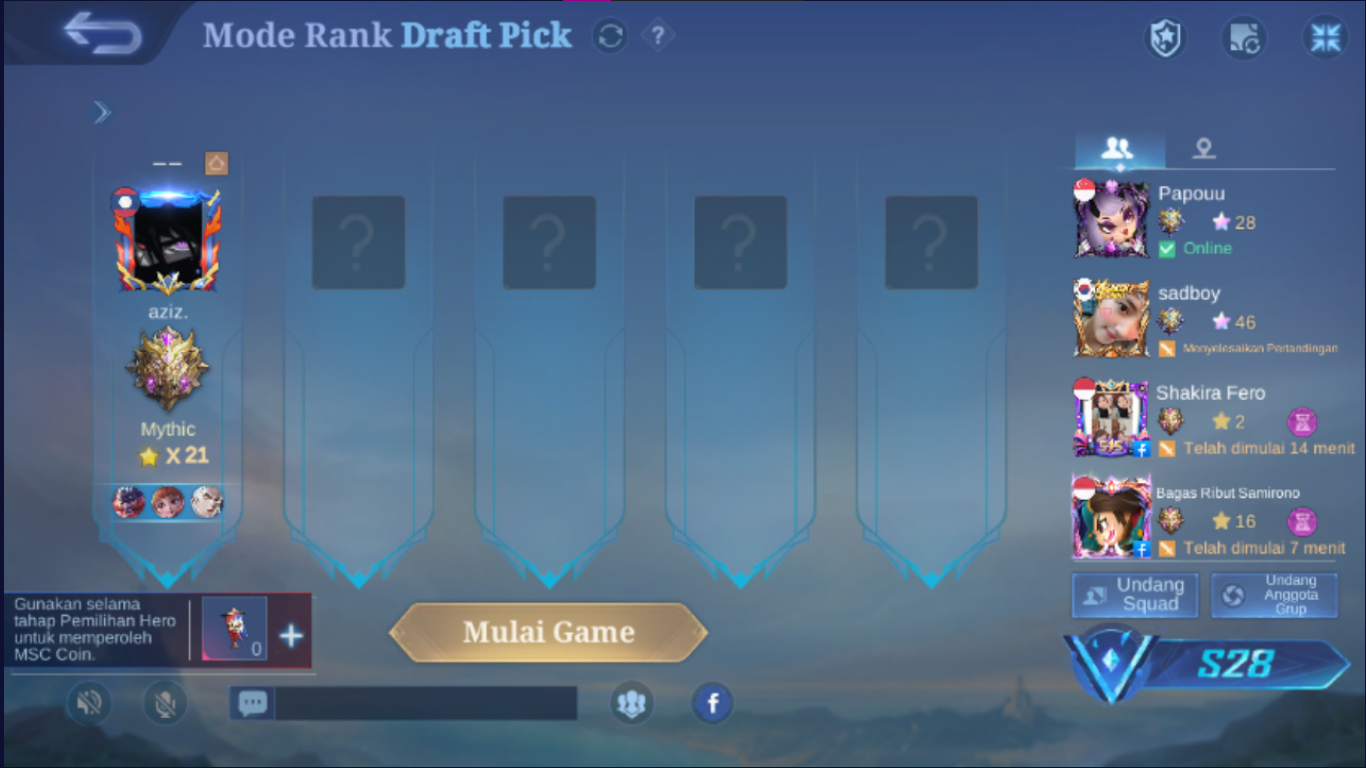 Mode Rank Draft Pick
?
--
?
?
?
?
aziz.
Mythic
X 21
Papouu
28
Online
sadboy
46
Menyelesaikan Pertandingan
Shakira Fero
2
515
f
Telah dimulai 14 menit
Bagas Ribut Samirono
16
f
Telah dimulai 7 menit
Undang
Squad
Undang
Anggota
Grup
Gunakan selama
tahap Pemilihan Hero
untuk memperoleh
MSC Coin.
0
+
Mulai Game
S28
f